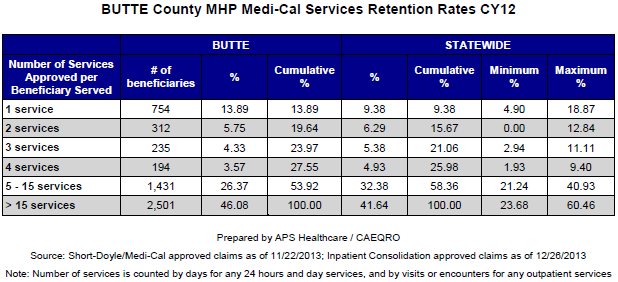 BUTTE County MHP Medi-Cal Services Retention Rates CY12
BUTTE STATEWIDE
Number of Services Approved per Beneficiary Served # of beneficiaries % Cumulative % % Cumulative % Minimum % Maximum %
1 service 754 13.89 13.89 9.38 9.38 4.90 18.87
2 services 312 5.75 19.64 6.29 15.67 0.00 12.84
3 services 235 4.33 23.97 5.38 21.06 2.94 11.11
4 services 194 3.57 27.55 4.93 25.98 1.93 9.40
5 - 15 services 1,431 26.37 53.92 32.38 58.36 21.24 40.93
> 15 services 2,501 46.08 100.00 41.64 100.00 23.68 60.46
Prepared by APS Healthcare / CAEQRO
Source: Short-Doyle/Medi-Cal approved claims as of 11/22/2013; Inpatient Consolidation approved claims as of 12/26/2013
Note: Number of services is counted by days for any 24 hours and day services, and by visits or encounters for any outpatient services